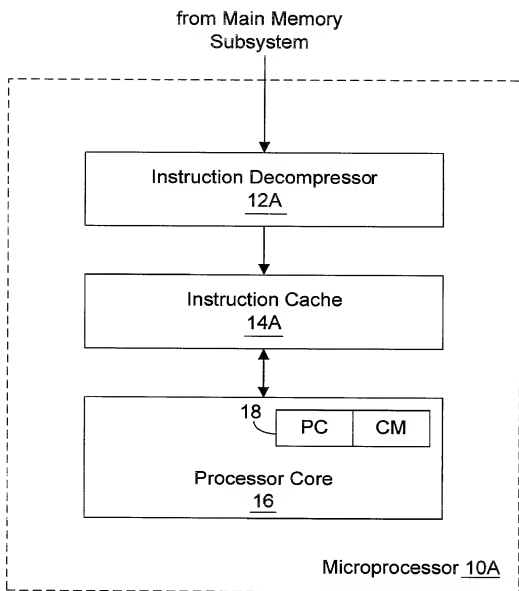 from Main Memory
Subsystem
Instruction Decompressor
12A
Instruction Cache
14A
18
PC
CM
Processor Core
16
Microprocessor 10A